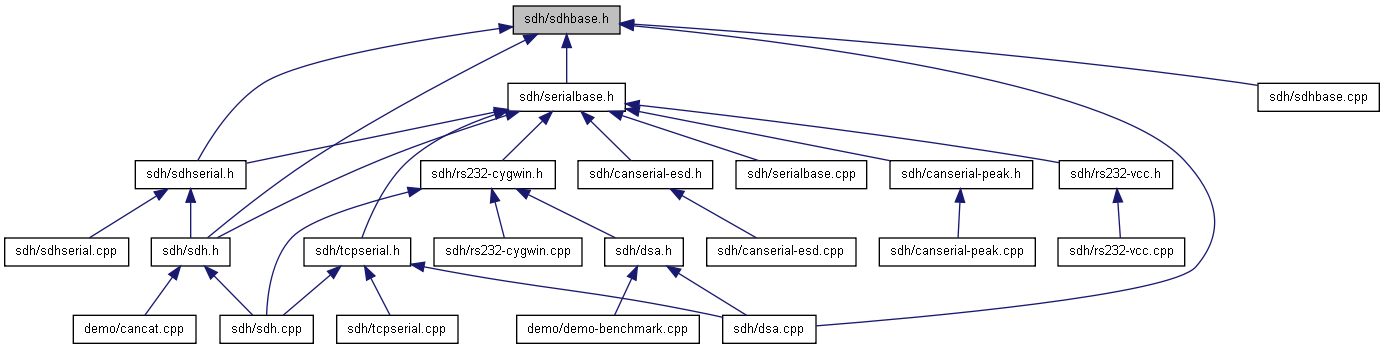 sdh/sdhbase.h
sdh/serialbase.h
sdh/sdhbase.cpp
sdh/sdhserial.h
sdh/rs232-cygwin.h
sdh/canserial-esd.h
sdh/serialbase.cpp
sdh/canserial-peak.h
sdh/rs232-vcc.h
sdh/sdhserial.cpp
sdh/sdh.h
sdh/tcpserial.h
sdh/rs232-cygwin.cpp
sdh/dsa.h
sdh/canserial-esd.cpp
sdh/canserial-peak.cpp
sdh/rs232-vcc.cpp
demo/cancat.cpp
sdh/sdh.cpp
sdh/tcpserial.cpp
demo/demo-benchmark.cpp
sdh/dsa.cpp